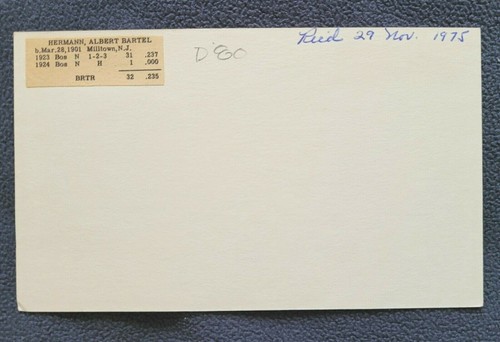 HERMANN, ALBERT BARTEL
b.Mar.28,1901 Milltown,N.J.
1923 Bos N 1-2-3 31 .237
1924 Bos N H 1 .000
BRTR 32 .235
D'80
Recd 29 Nov. 1975